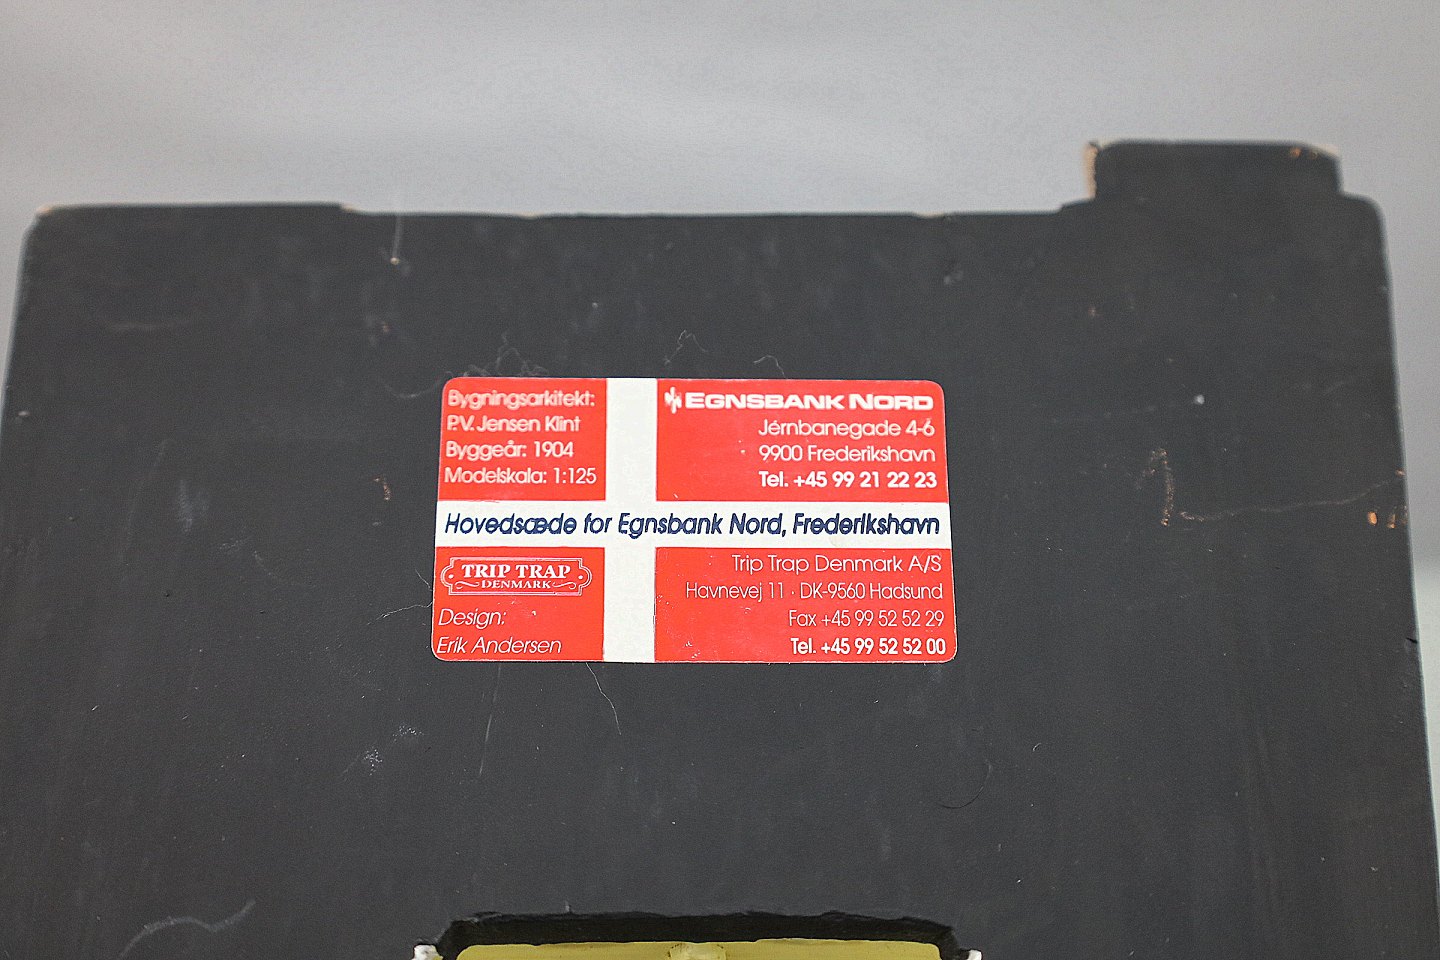 Bygningsarkitekt:
P.V. Jensen Klint
Byggeår: 1904
Modelskala: 1:125
EGNSBANK NORD
Jérnbanegade 4-6
9900 Frederikshavn
Tel. +45 99 21 22 23
Hovedsæde for Egnsbank Nord, Frederikshavn
TRIP TRAP
DENMARK
Design:
Erik Andersen
Trip Trap Denmark A/S
Havnevej 11 · DK-9560 Hadsund
Fax +45 99 52 52 29
Tel. +45 99 52 52 00